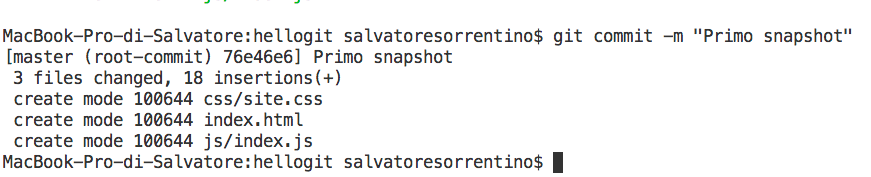 MacBook-Pro-di-Salvatore:hellogit salvatoresorrentino$ git commit -m "Primo snapshot"
[master (root-commit) 76e46e6] Primo snapshot
 3 files changed, 18 insertions(+)
 create mode 100644 css/site.css
 create mode 100644 index.html
 create mode 100644 js/index.js
MacBook-Pro-di-Salvatore:hellogit salvatoresorrentino$